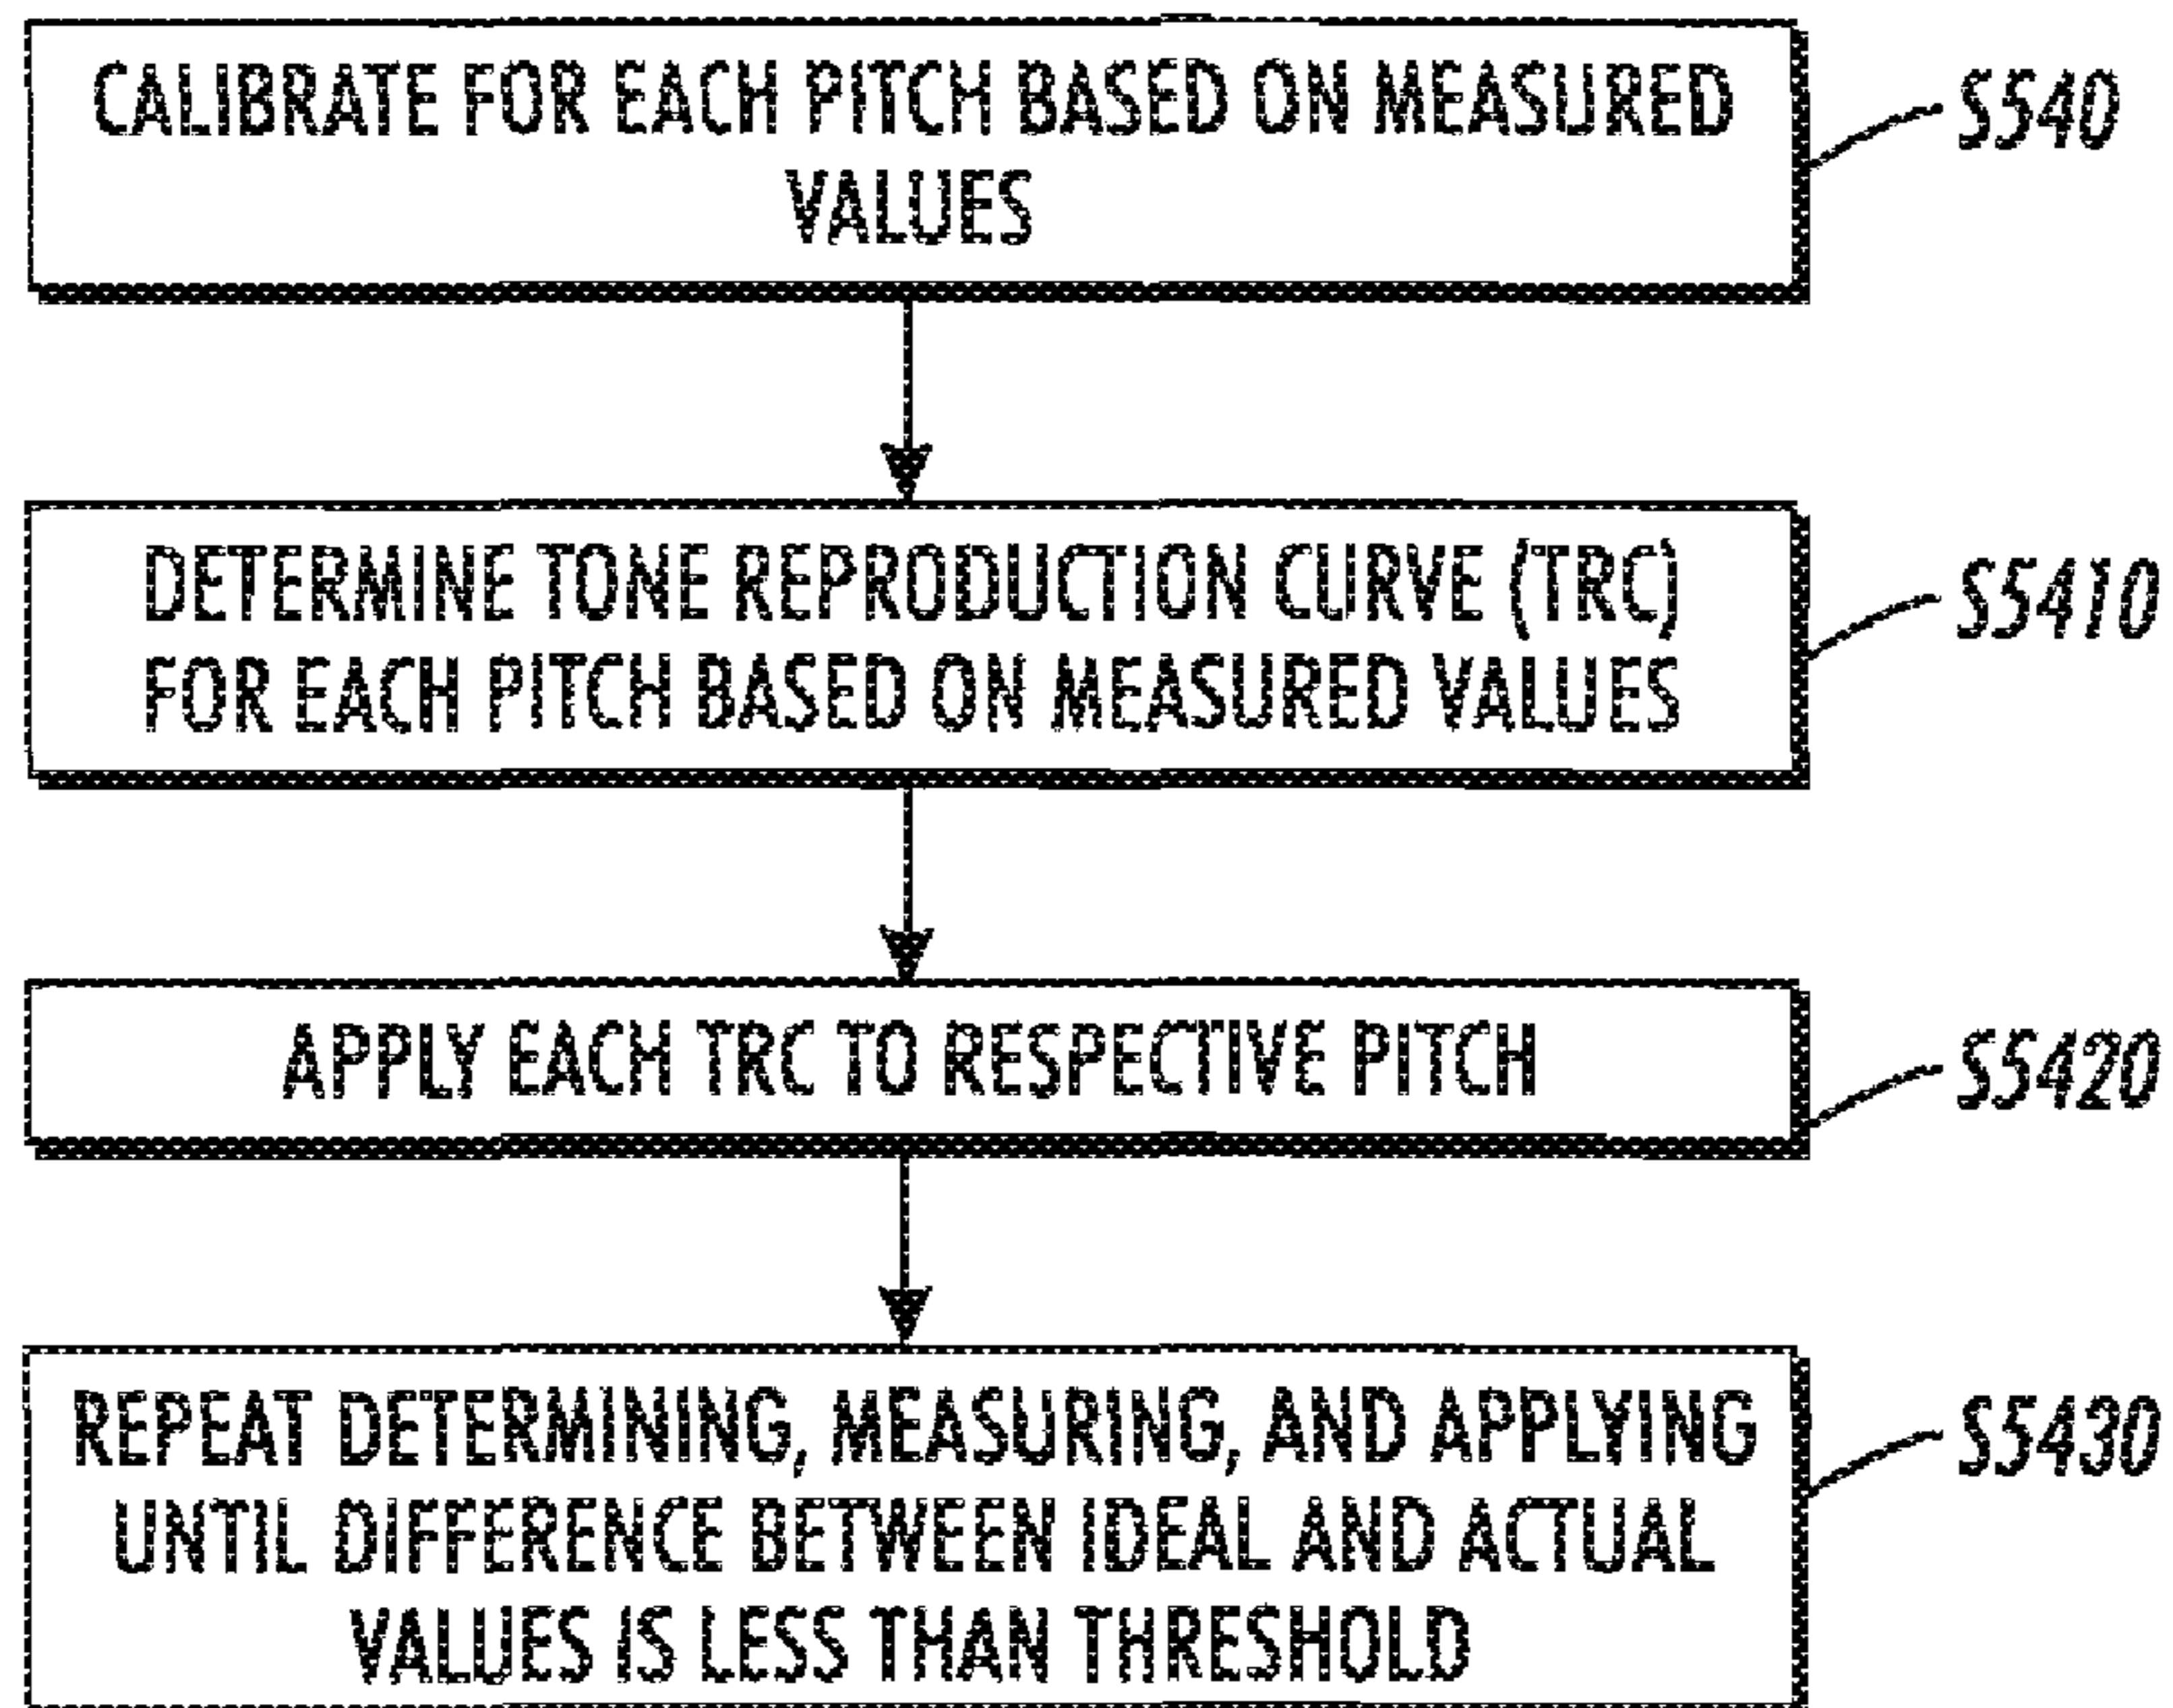 CALIBRATE FOR EACH PITCH BASED ON MEASURED
VALUES
S540
DETERMINE TONE REPRODUCTION CURVE (TRC)
FOR EACH PITCH BASED ON MEASURED VALUES
S5410
APPLY EACH TRC TO RESPECTIVE PITCH
S5420
REPEAT DETERMINING, MEASURING, AND APPLYING
UNTIL DIFFERENCE BETWEEN IDEAL AND ACTUAL
VALUES IS LESS THAN THRESHOLD
S5430